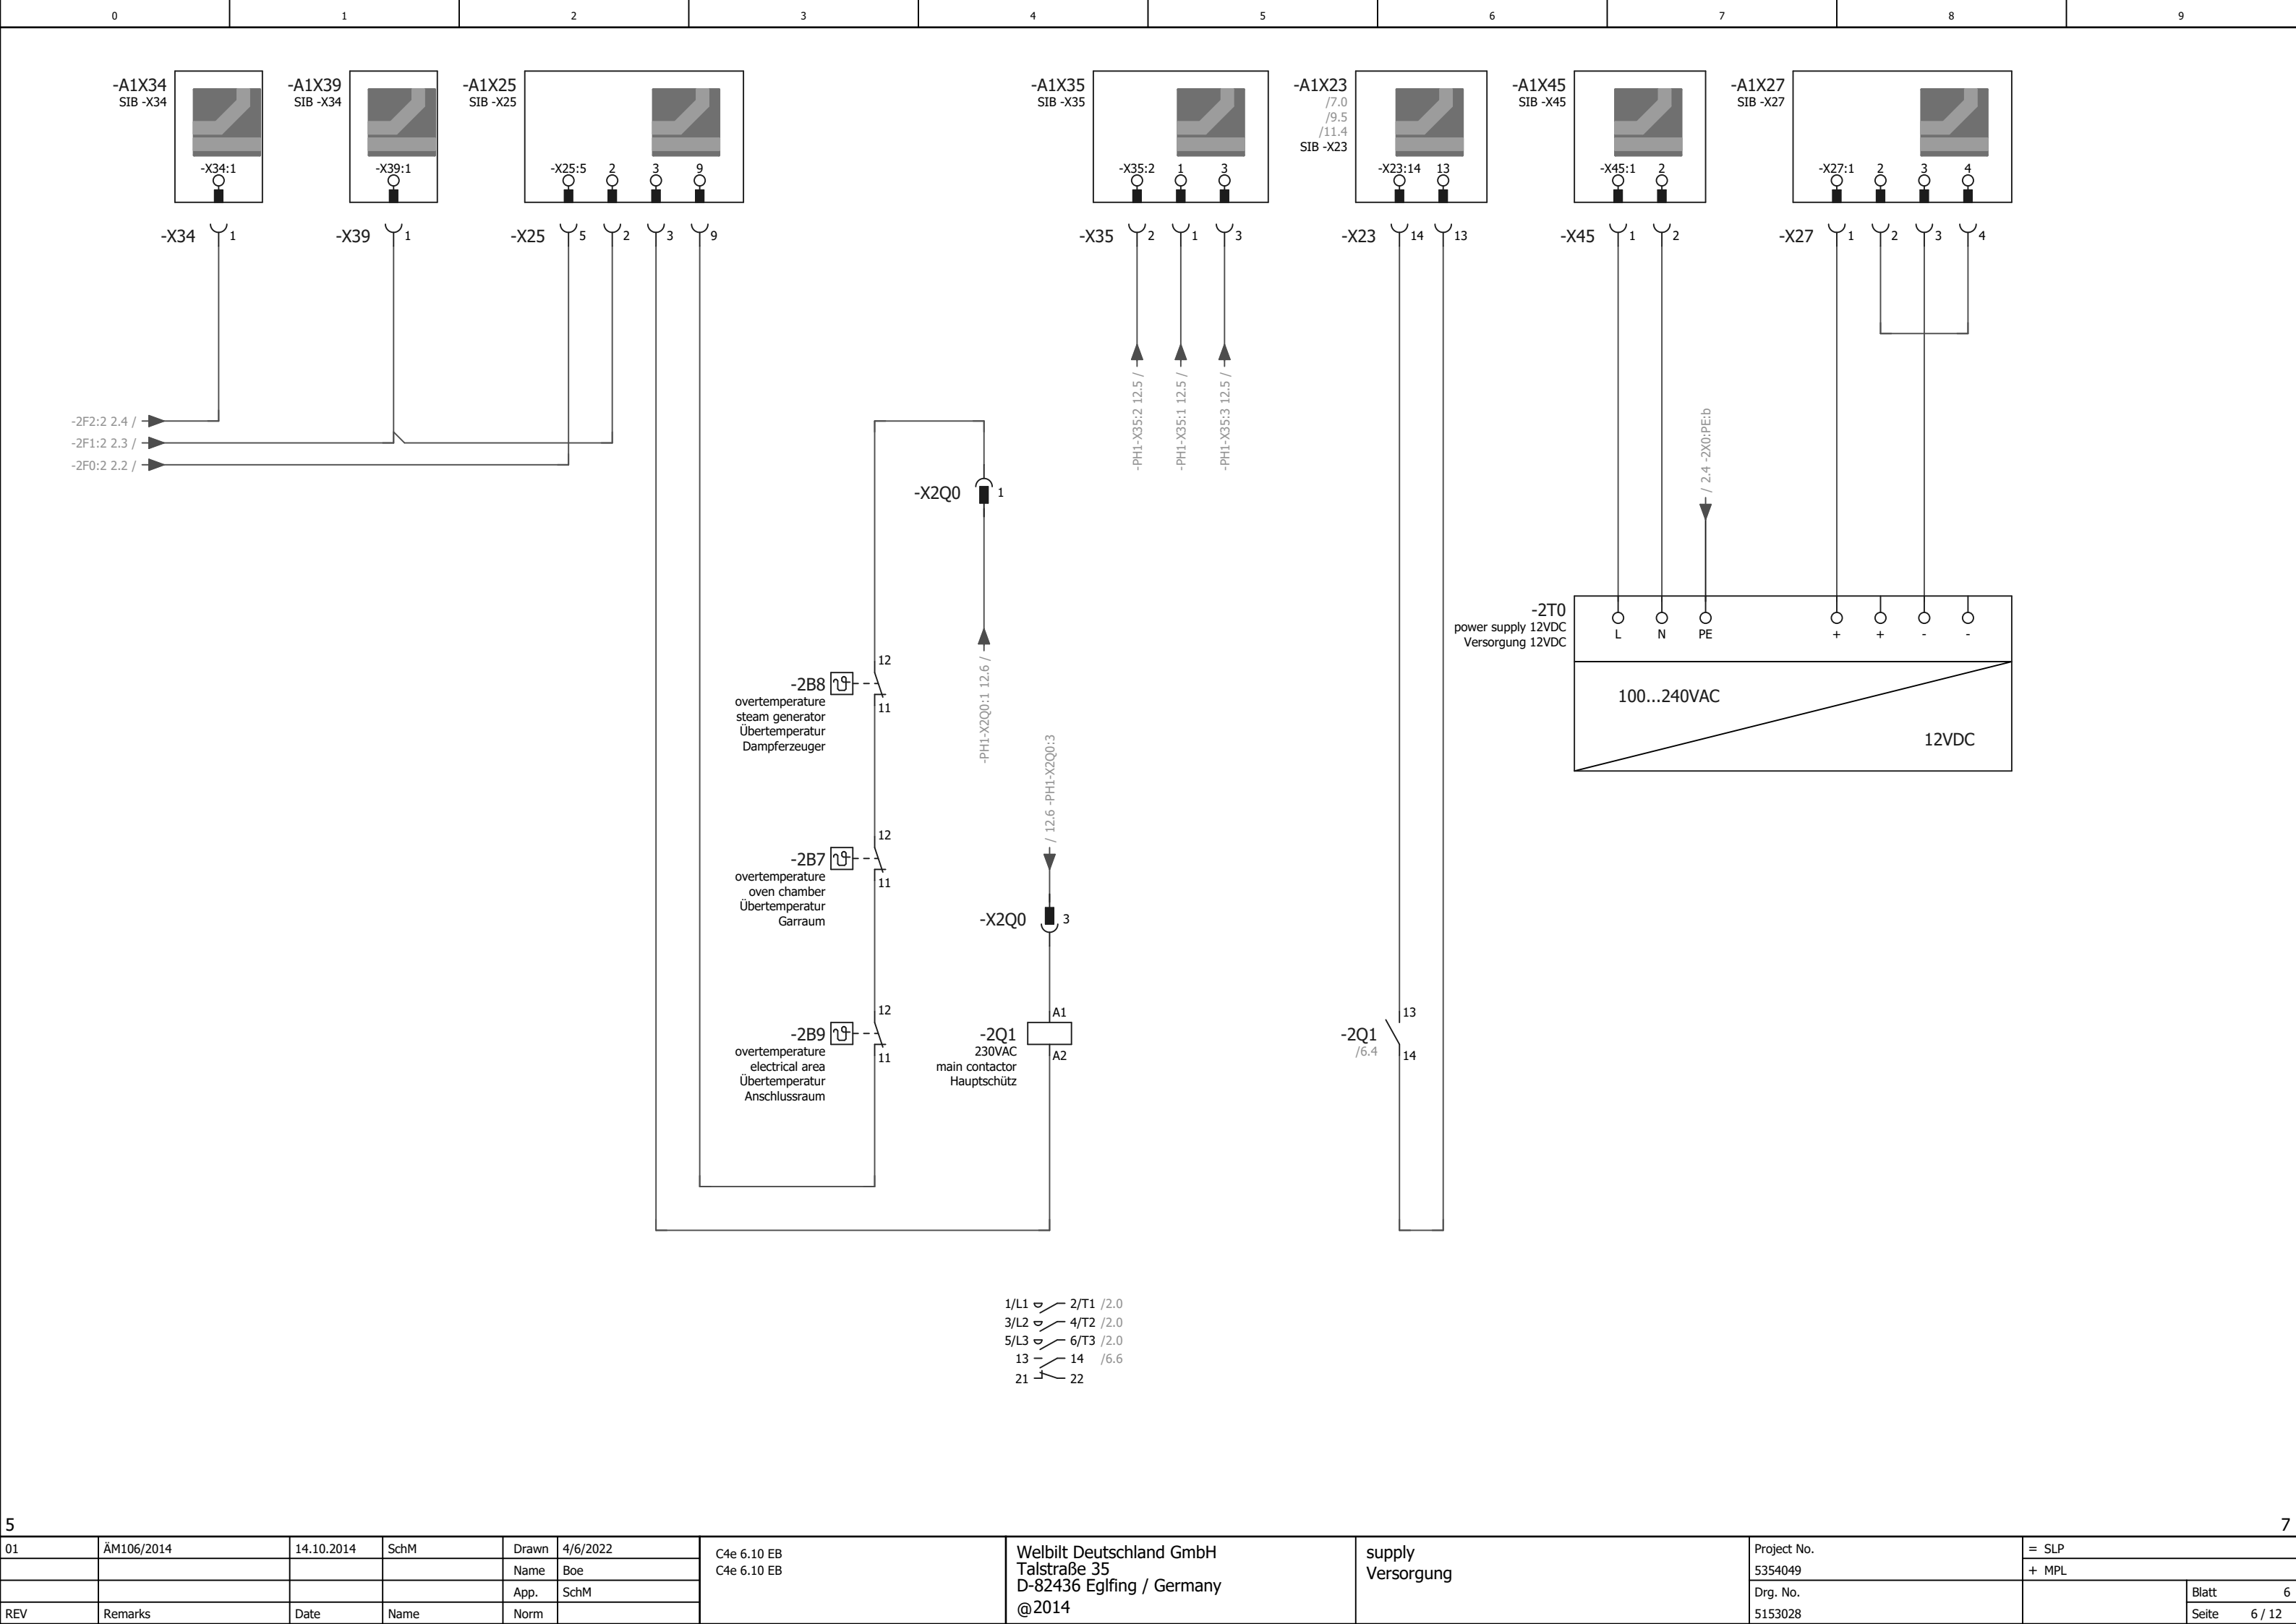 0 1 2 3 4 5 6 7 8 9
-A1X34
SIB -X34
-X34:1
-A1X39
SIB -X34
-X39:1
-A1X25
SIB -X25
-X25:5 2 3 9
-A1X35
SIB -X35
-X35:2 1 3
-A1X23
/7.0
/9.5
/11.4
SIB -X23
-X23:14 13
-A1X45
SIB -X45
-X45:1 2
-A1X27
SIB -X27
-X27:1 2 3 4
-X34 1
-X39 1
-X25 5 2 3 9
-X35 2 1 3
-X23 14 13
-X45 1 2
-X27 1 2 3 4
-2F2:2 2.4 /
-2F1:2 2.3 /
-2F0:2 2.2 /
-PH1-X35:2 12.5 /
-PH1-X35:1 12.5 /
-PH1-X35:3 12.5 /
/ 2.4 -2X0:PE:b
-X2Q0 1
-PH1-X2Q0:1 12.6 /
-2T0
power supply 12VDC
Versorgung 12VDC
L N PE + + - -
100...240VAC
12VDC
12
-2B8
11
overtemperature
steam generator
Übertemperatur
Dampferzeuger
/ 12.6 -PH1-X2Q0:3
12
-2B7
11
overtemperature
oven chamber
Übertemperatur
Garraum
-X2Q0 3
12
-2B9
11
overtemperature
electrical area
Übertemperatur
Anschlussraum
A1
-2Q1
A2
230VAC
main contactor
Hauptschütz
13
-2Q1
/6.4
14
1/L1 2/T1 /2.0
3/L2 4/T2 /2.0
5/L3 6/T3 /2.0
13 14 /6.6
21 22
5 7
01 ÄM106/2014 14.10.2014 SchM Drawn 4/6/2022
Name Boe
App. SchM
REV Remarks Date Name Norm
C4e 6.10 EB
C4e 6.10 EB
Welbilt Deutschland GmbH
Talstraße 35
D-82436 Eglfing / Germany
@2014
supply
Versorgung
Project No.
5354049
Drg. No.
5153028
= SLP
+ MPL
Blatt 6
Seite 6 / 12